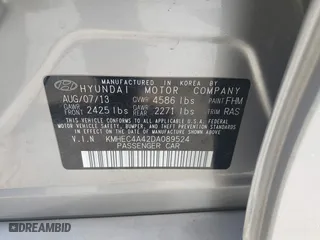 MANUFACTURED IN KOREA BY
HYUNDAI MOTOR COMPANY
AUG/07/13 GVWR 4586 lbs PAINT FHM
GAWR FRONT 2425 lbs GAWR REAR 2271 lbs TRIM RAS
THIS VEHICLE CONFORMS TO ALL APPLICABLE
FEDERAL MOTOR VEHICLE SAFETY, BUMPER,
AND THEFT PREVENTION STANDARDS IN EFFECT
ON THE DATE OF MANUFACTURE SHOWN ABOVE.
V.I.N KMHEC4A42DA089524
PASSENGER CAR
© AUTOBIDMASTER